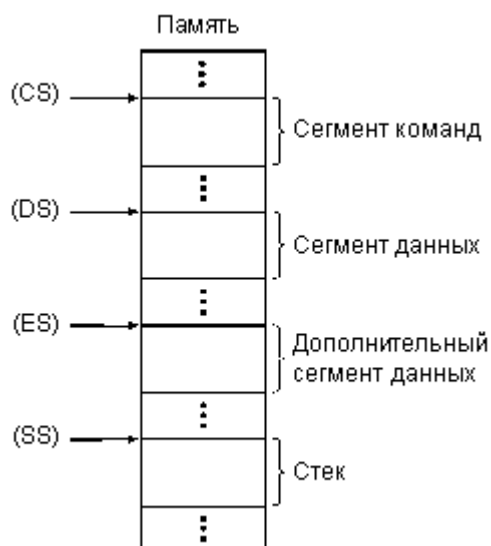 Память
(CS)
Сегмент команд
(DS)
Сегмент данных
(ES)
Дополнительный
сегмент данных
(SS)
Стек